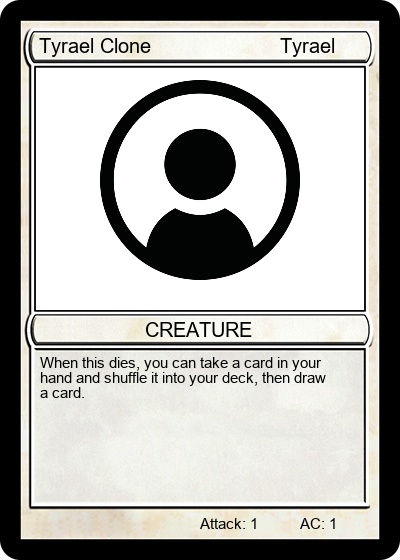 Tyrael Clone Tyrael
CREATURE
When this dies, you can take a card in your
hand and shuffle it into your deck, then draw
a card.
Attack: 1 AC: 1